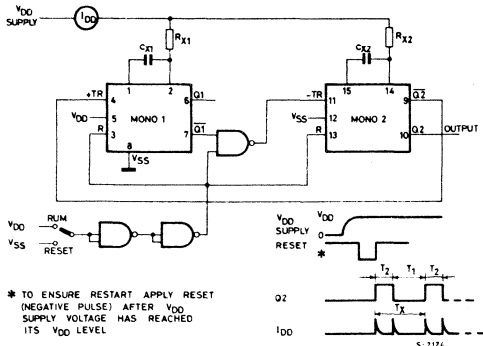 VDD SUPPLY
IDD
CX1
RX1
CX2
RX2
1
2
+TR
4
6
Q1
VDD
5
MONO 1
R
3
7
Q1
8
VSS
15
14
-TR
11
9
Q2
VSS
12
MONO 2
R
13
10
Q2
OUTPUT
VDD
RUM
VSS
RESET
VDD SUPPLY
VDD
0
RESET
*
T2
T1
T2
Q2
TX
IDD
* TO ENSURE RESTART APPLY RESET
(NEGATIVE PULSE) AFTER VDD
SUPPLY VOLTAGE HAS REACHED
ITS VDD LEVEL
S-2174